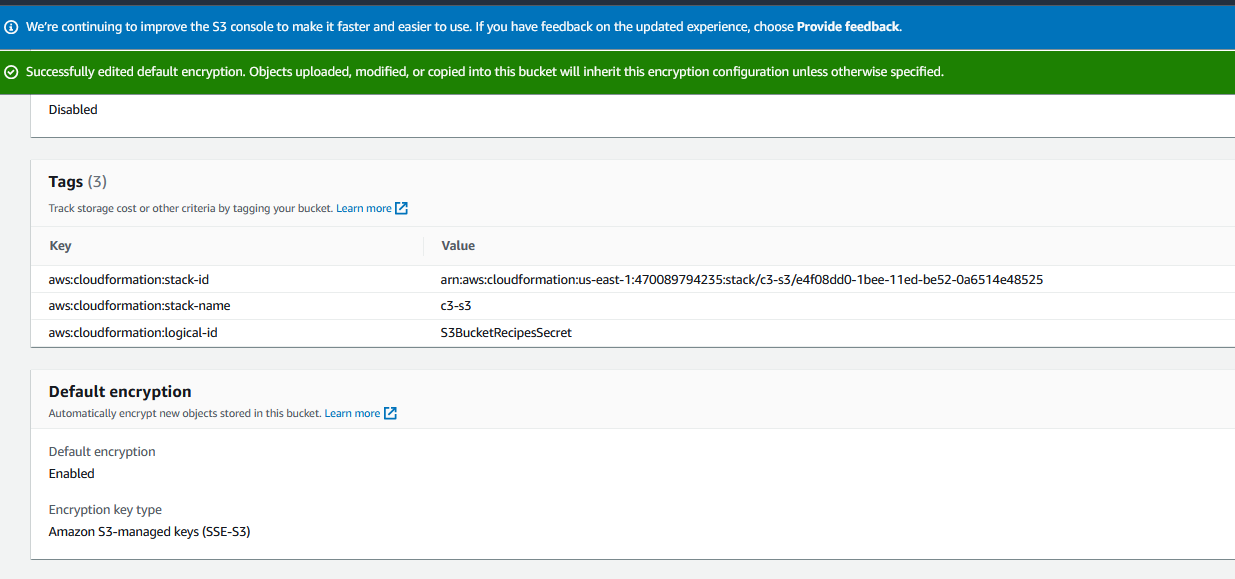 We're continuing to improve the S3 console to make it faster and easier to use. If you have feedback on the updated experience, choose Provide feedback.
Successfully edited default encryption. Objects uploaded, modified, or copied into this bucket will inherit this encryption configuration unless otherwise specified.
Disabled
Tags (3)
Track storage cost or other criteria by tagging your bucket. Learn more
Key Value
aws:cloudformation:stack-id arn:aws:cloudformation:us-east-1:470089794235:stack/c3-s3/e4f08dd0-1bee-11ed-be52-0a6514e48525
aws:cloudformation:stack-name c3-s3
aws:cloudformation:logical-id S3BucketRecipesSecret
Default encryption
Automatically encrypt new objects stored in this bucket. Learn more
Default encryption
Enabled
Encryption key type
Amazon S3-managed keys (SSE-S3)